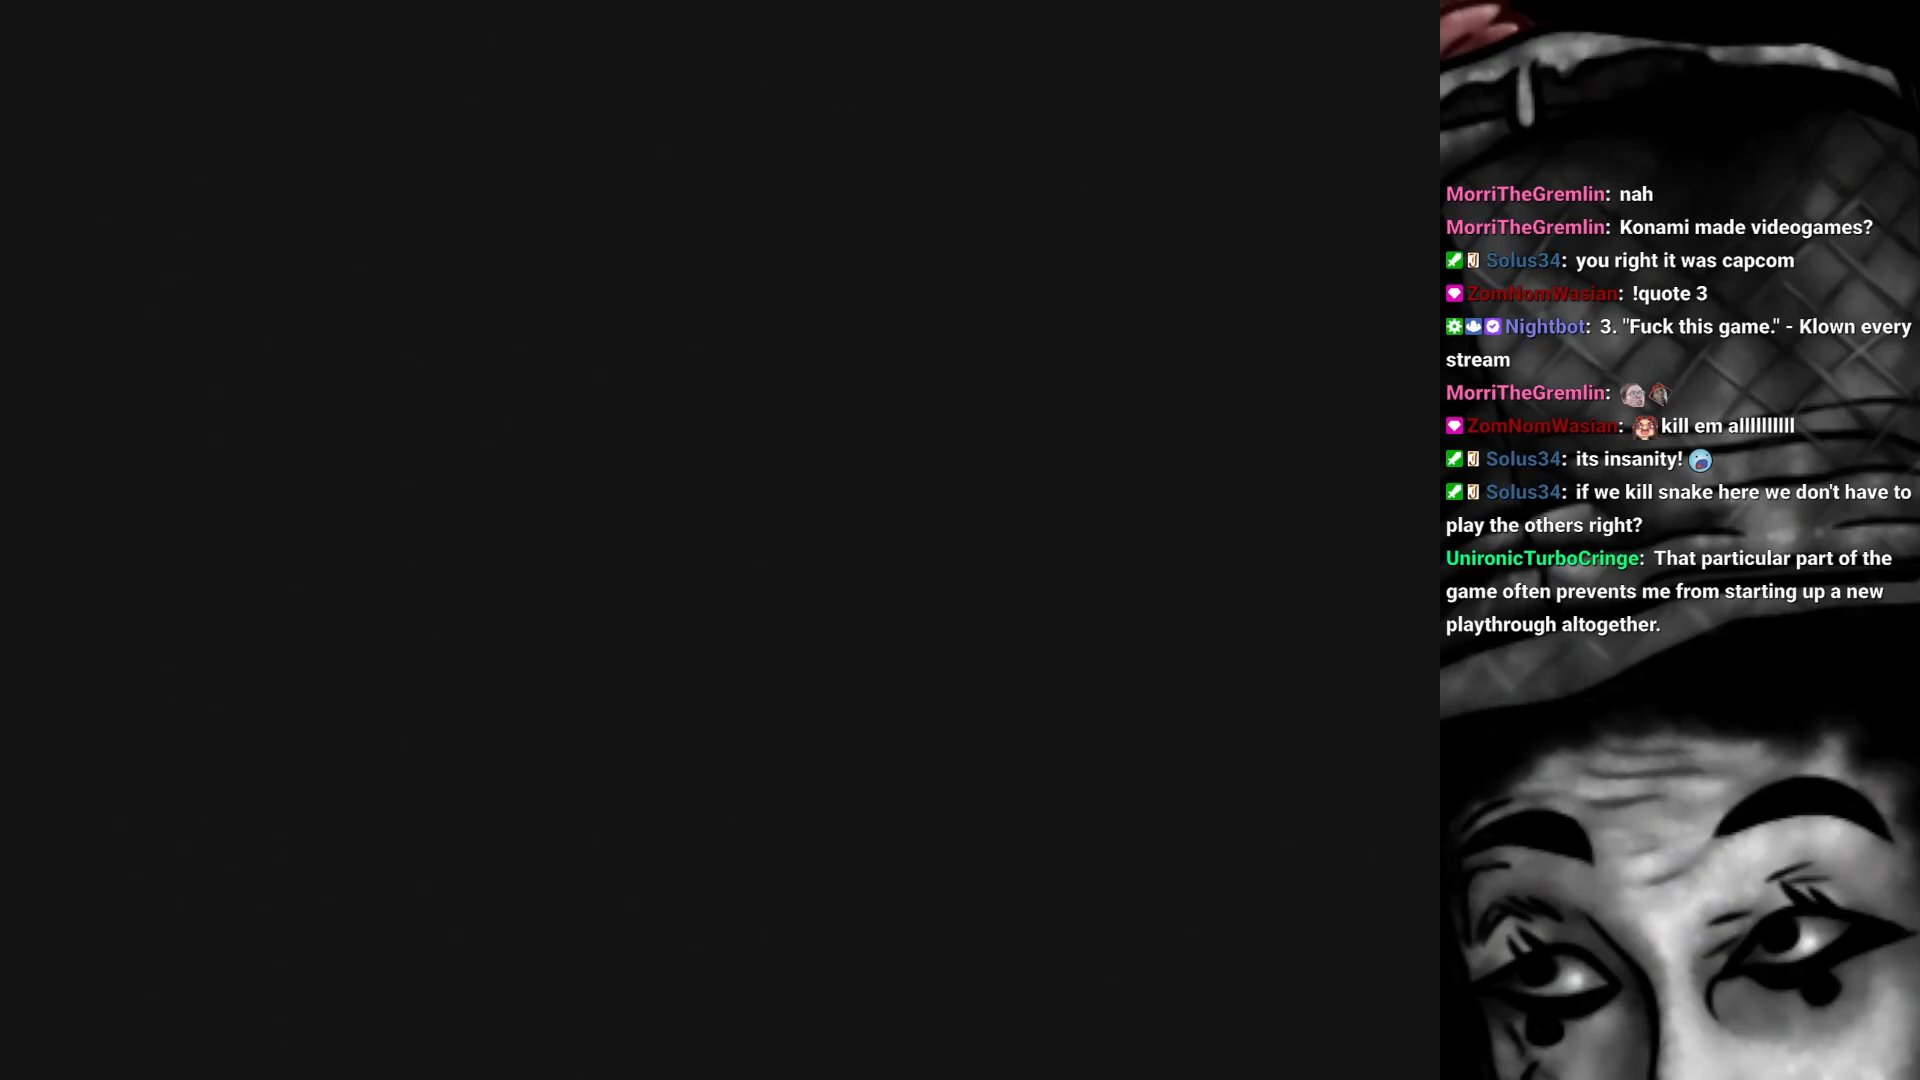 MorriTheGremlin: nah
MorriTheGremlin: Konami made videogames?
Solus34: you right it was capcom
ZomNomWasian: !quote 3
Nightbot: 3. "Fuck this game." - Klown every
stream
MorriTheGremlin:
ZomNomWasian: kill em allllllllll
Solus34: its insanity!
Solus34: if we kill snake here we don't have to
play the others right?
UnironicTurboCringe: That particular part of the
game often prevents me from starting up a new
playthrough altogether.